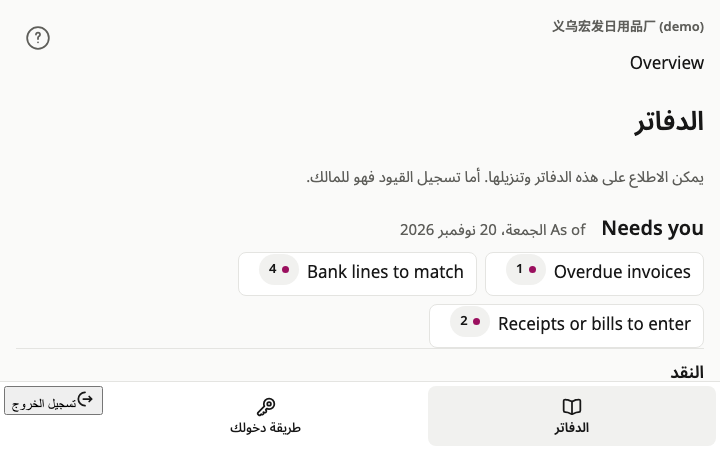 义乌宏发日用品厂 (demo)
Overview
الدفاتر
يمكن الاطلاع على هذه الدفاتر وتنزيلها. أما تسجيل القيود فهو للمالك.
Needs you As of الجمعة، 20 نوفمبر 2026
Overdue invoices 1
Bank lines to match 4
Receipts or bills to enter 2
النقد
الدفاتر
طريقة دخولك
تسجيل الخروج